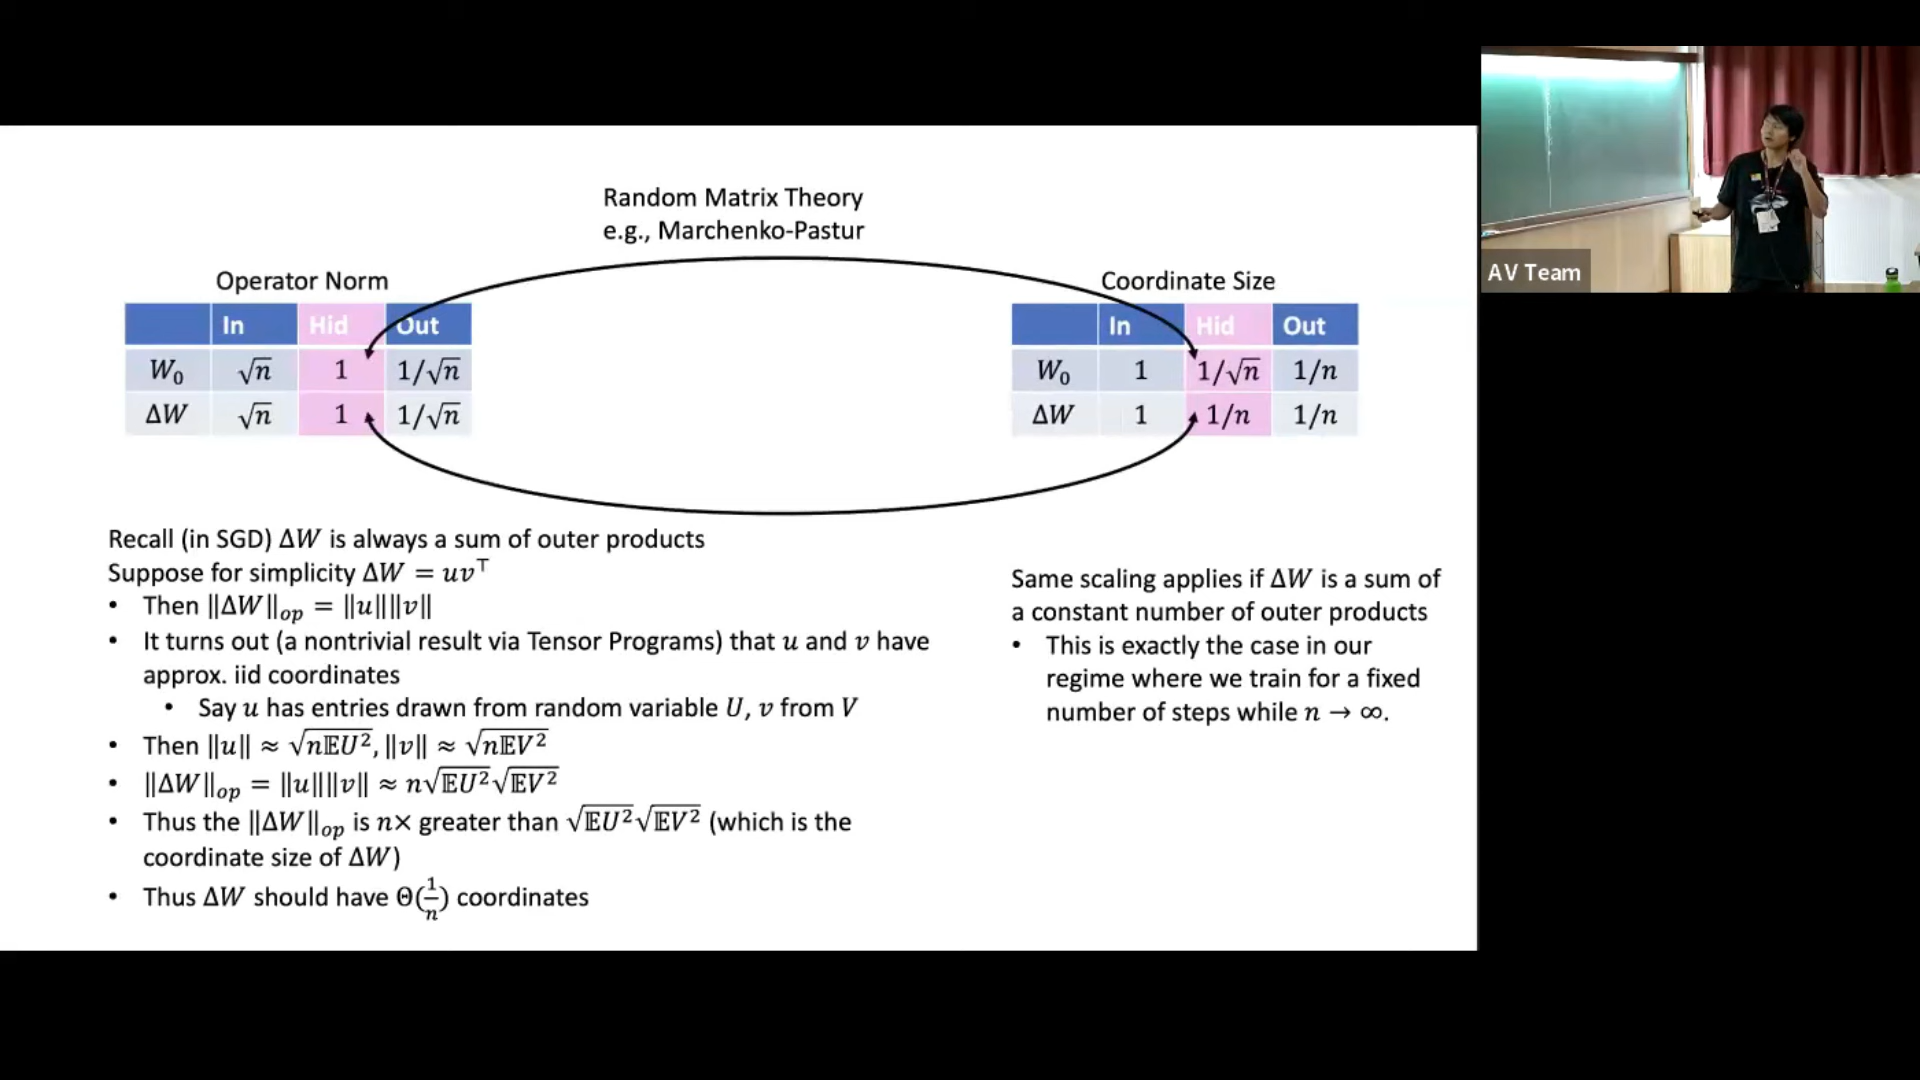 Random Matrix Theory
e.g., Marchenko-Pastur
Operator Norm
In Hid Out
W₀ √n 1 1/√n
ΔW √n 1 1/√n
Coordinate Size
In Hid Out
W₀ 1 1/√n 1/n
ΔW 1 1/n 1/n
Recall (in SGD) ΔW is always a sum of outer products
Suppose for simplicity ΔW = uv⊤
• Then ‖ΔW‖op = ‖u‖‖v‖
• It turns out (a nontrivial result via Tensor Programs) that u and v have
approx. iid coordinates
• Say u has entries drawn from random variable U, v from V
• Then ‖u‖ ≈ √(n𝔼U²), ‖v‖ ≈ √(n𝔼V²)
• ‖ΔW‖op = ‖u‖‖v‖ ≈ n√(𝔼U²)√(𝔼V²)
• Thus the ‖ΔW‖op is n× greater than √(𝔼U²)√(𝔼V²) (which is the
coordinate size of ΔW)
• Thus ΔW should have Θ(1/n) coordinates
Same scaling applies if ΔW is a sum of
a constant number of outer products
• This is exactly the case in our
regime where we train for a fixed
number of steps while n → ∞.
AV Team